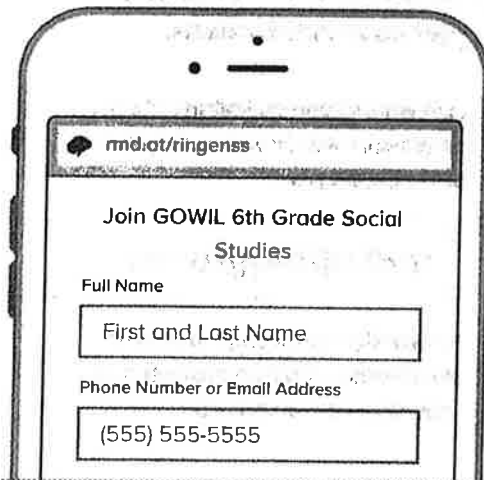 rmd.at/ringenss
Join GOWIL 6th Grade Social
Studies
Full Name
First and Last Name
Phone Number or Email Address
(555) 555-5555